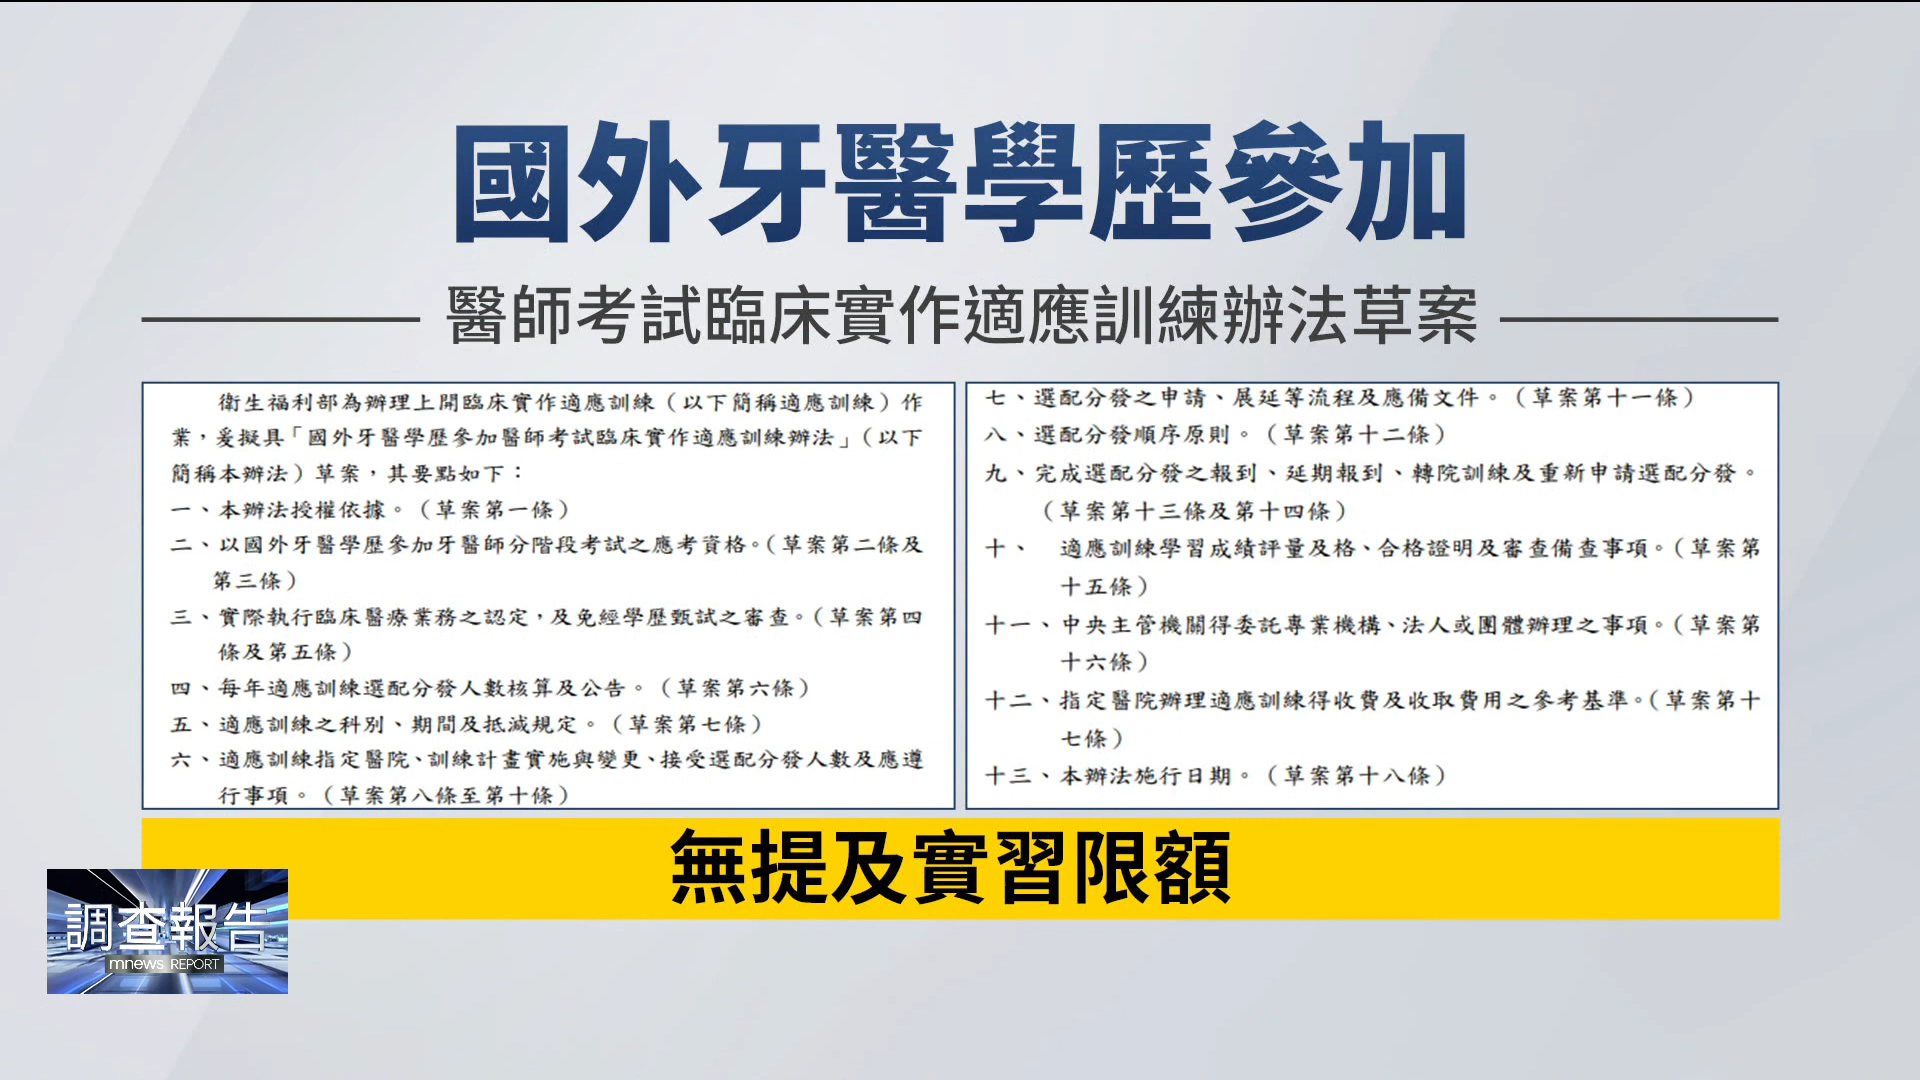 國外牙醫學歷參加
醫師考試臨床實作適應訓練辦法草案
衛生福利部為辦理上開臨床實作適應訓練（以下簡稱適應訓練）作
業，爰擬具「國外牙醫學歷參加醫師考試臨床實作適應訓練辦法」（以下
簡稱本辦法）草案，其要點如下：
一、本辦法授權依據。（草案第一條）
二、以國外牙醫學歷參加牙醫師分階段考試之應考資格。（草案第二條及
第三條）
三、實際執行臨床醫療業務之認定，及免經學歷甄試之審查。（草案第四
條及第五條）
四、每年適應訓練選配分發人數核算及公告。（草案第六條）
五、適應訓練之科別、期間及抵減規定。（草案第七條）
六、適應訓練指定醫院、訓練計畫實施與變更、接受選配分發人數及應遵
行事項。（草案第八條至第十條）
七、選配分發之申請、展延等流程及應備文件。（草案第十一條）
八、選配分發順序原則。（草案第十二條）
九、完成選配分發之報到、延期報到、轉院訓練及重新申請選配分發。
（草案第十三條及第十四條）
十、 適應訓練學習成績評量及格、合格證明及審查備查事項。（草案第
十五條）
十一、中央主管機關得委託專業機構、法人或團體辦理之事項。（草案第
十六條）
十二、指定醫院辦理適應訓練得收費及收取費用之參考基準。（草案第十
七條）
十三、本辦法施行日期。（草案第十八條）
無提及實習限額
調查報告
mnews REPORT